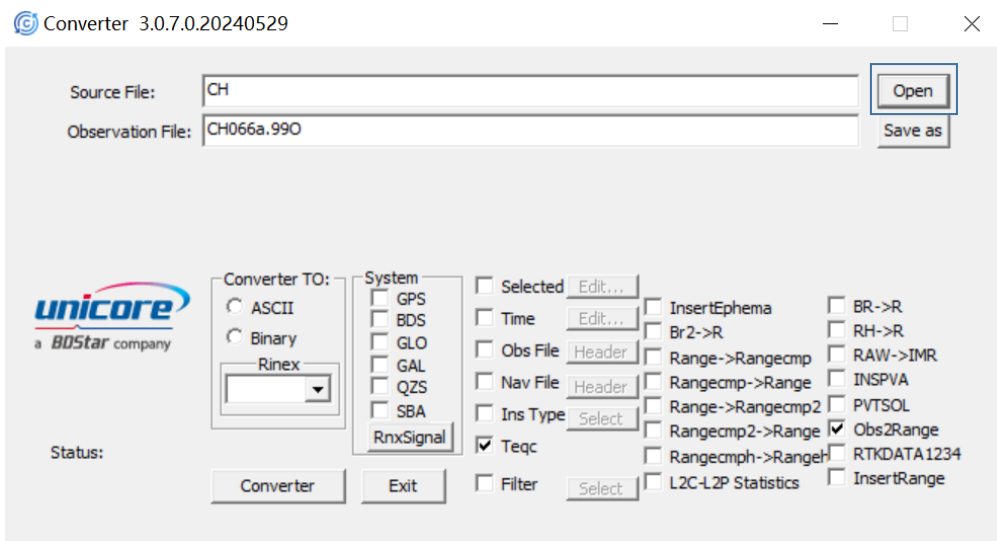 Converter 3.0.7.0.20240529
Source File: CH Open
Observation File: CH066a.99O Save as
unicore
a BDStar company
Converter TO:
ASCII
Binary
Rinex
System
GPS
BDS
GLO
GAL
QZS
SBA
RnxSignal
Selected Edit...
Time Edit...
Obs File Header
Nav File Header
Ins Type Select
Teqc
Filter Select
InsertEphema
Br2->R
Range->Rangecmp
Rangecmp->Range
Range->Rangecmp2
Rangecmp2->Range
Rangecmph->RangeH
L2C-L2P Statistics
BR->R
RH->R
RAW->IMR
INSPVA
PVTSOL
Obs2Range
RTKDATA1234
InsertRange
Status:
Converter Exit